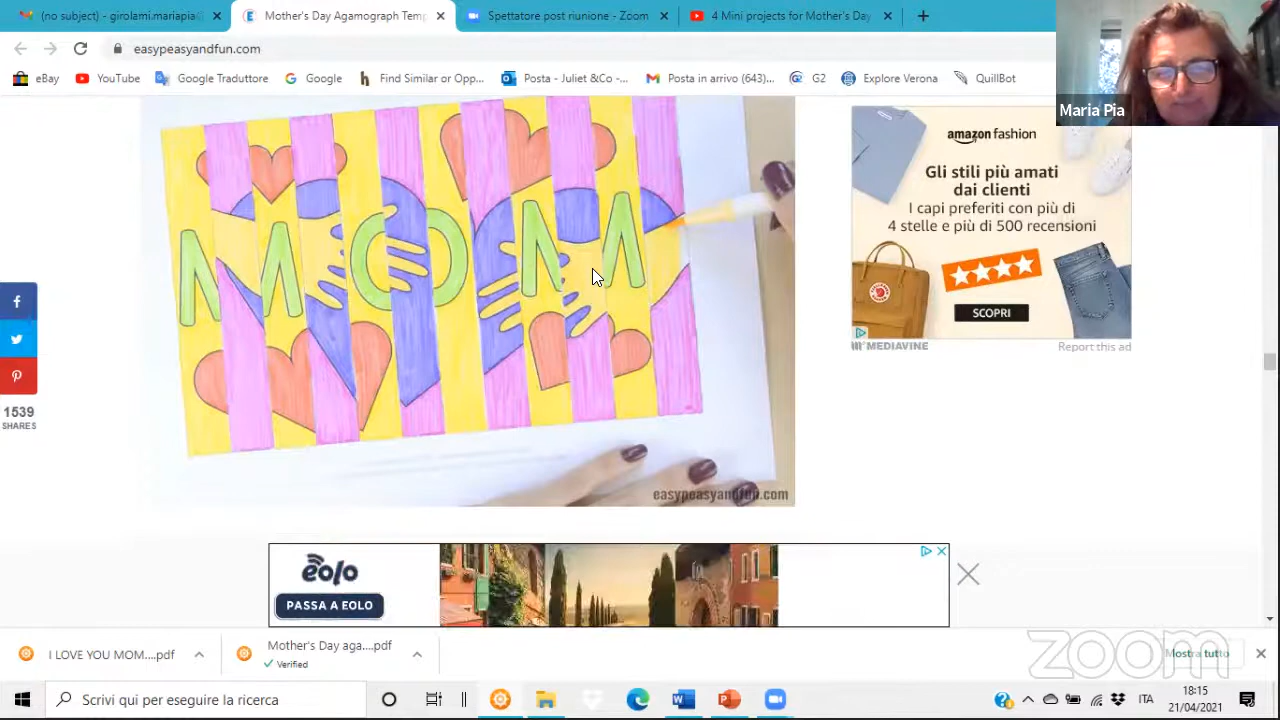 (no subject) - girolami.mariapia
Mother's Day Agamograph Temp
Spettatore post riunione - Zoom
4 Mini projects for Mother's Day
easypeasyandfun.com
eBay
YouTube
Google Traduttore
Google
Find Similar or Opp...
Posta - Juliet &Co -...
Posta in arrivo (643)...
G2
Explore Verona
QuillBot
Maria Pia
M M O M M
easypeasyandfun.com
1539
SHARES
amazon fashion
Gli stili più amati
dai clienti
I capi preferiti con più di
4 stelle e più di 500 recensioni
SCOPRI
MEDIAVINE
Report this ad
eolo
PASSA A EOLO
I LOVE YOU MOM....pdf
Mother's Day aga....pdf
Verified
zoom
Mostra tutto
Scrivi qui per eseguire la ricerca
ITA
18:15
21/04/2021